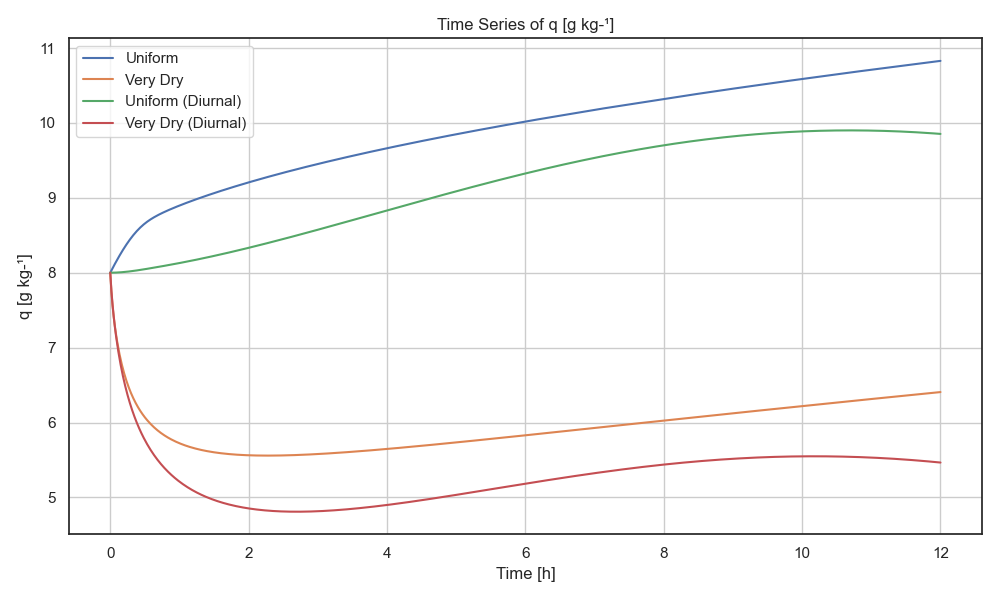 Time Series of q [g kg-¹]
Uniform
Very Dry
Uniform (Diurnal)
Very Dry (Diurnal)
q [g kg-¹]
11
10
9
8
7
6
5
0 2 4 6 8 10 12
Time [h]